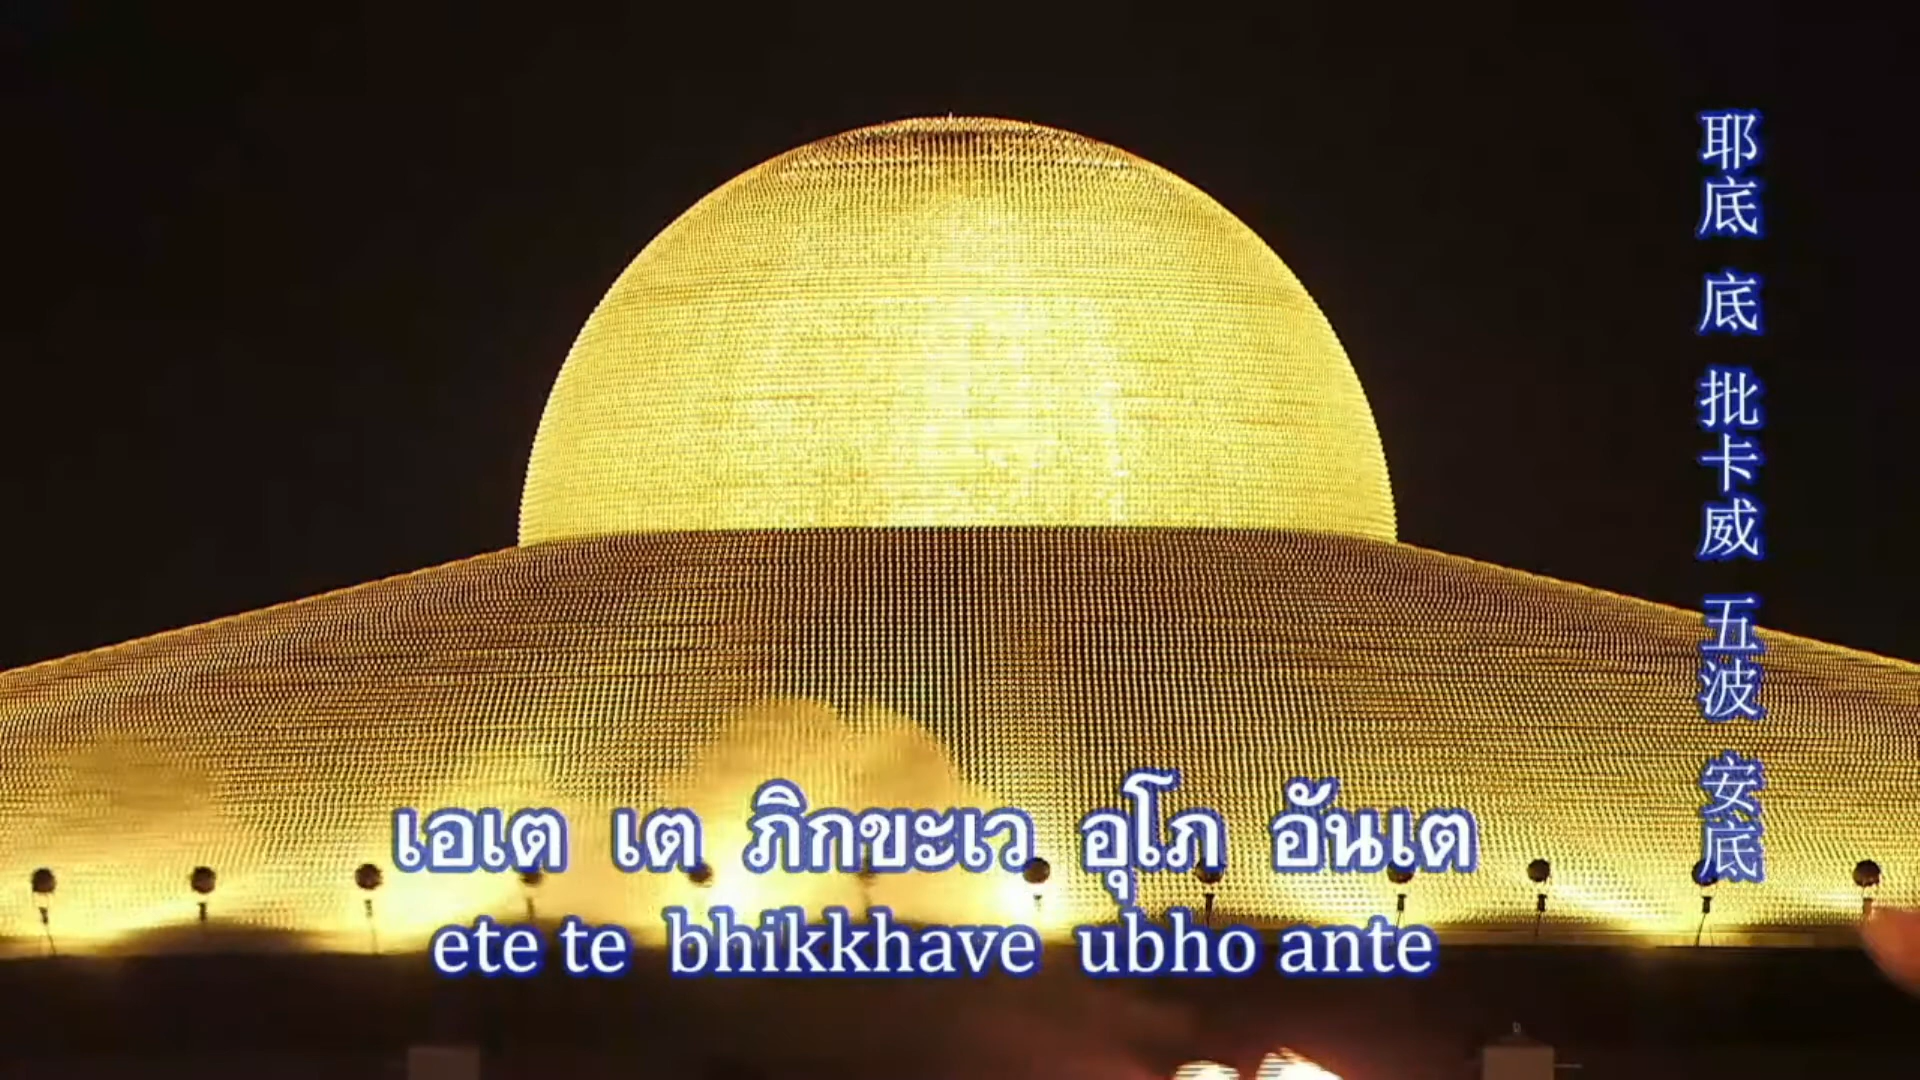 เอเต เต ภิกขะเว อุโภ อันเต
ete te bhikkhave ubho ante
耶底 底 批卡威 五波 安底